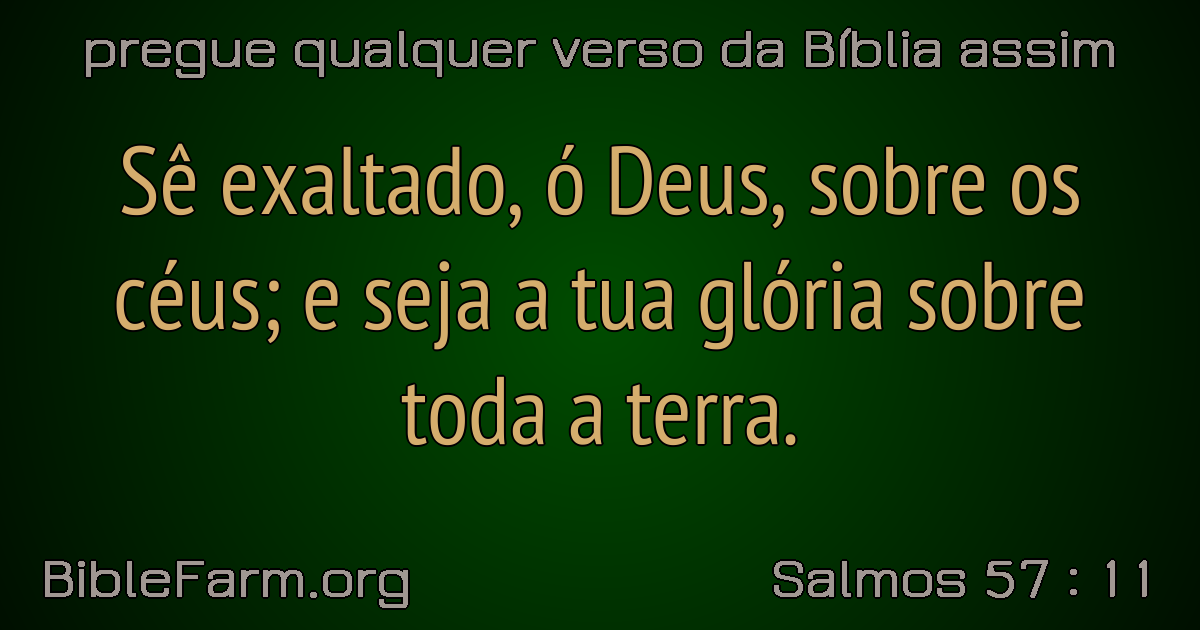 pregue qualquer verso da Bíblia assim
Sê exaltado, ó Deus, sobre os
céus; e seja a tua glória sobre
toda a terra.
BibleFarm.org
Salmos 57 : 11